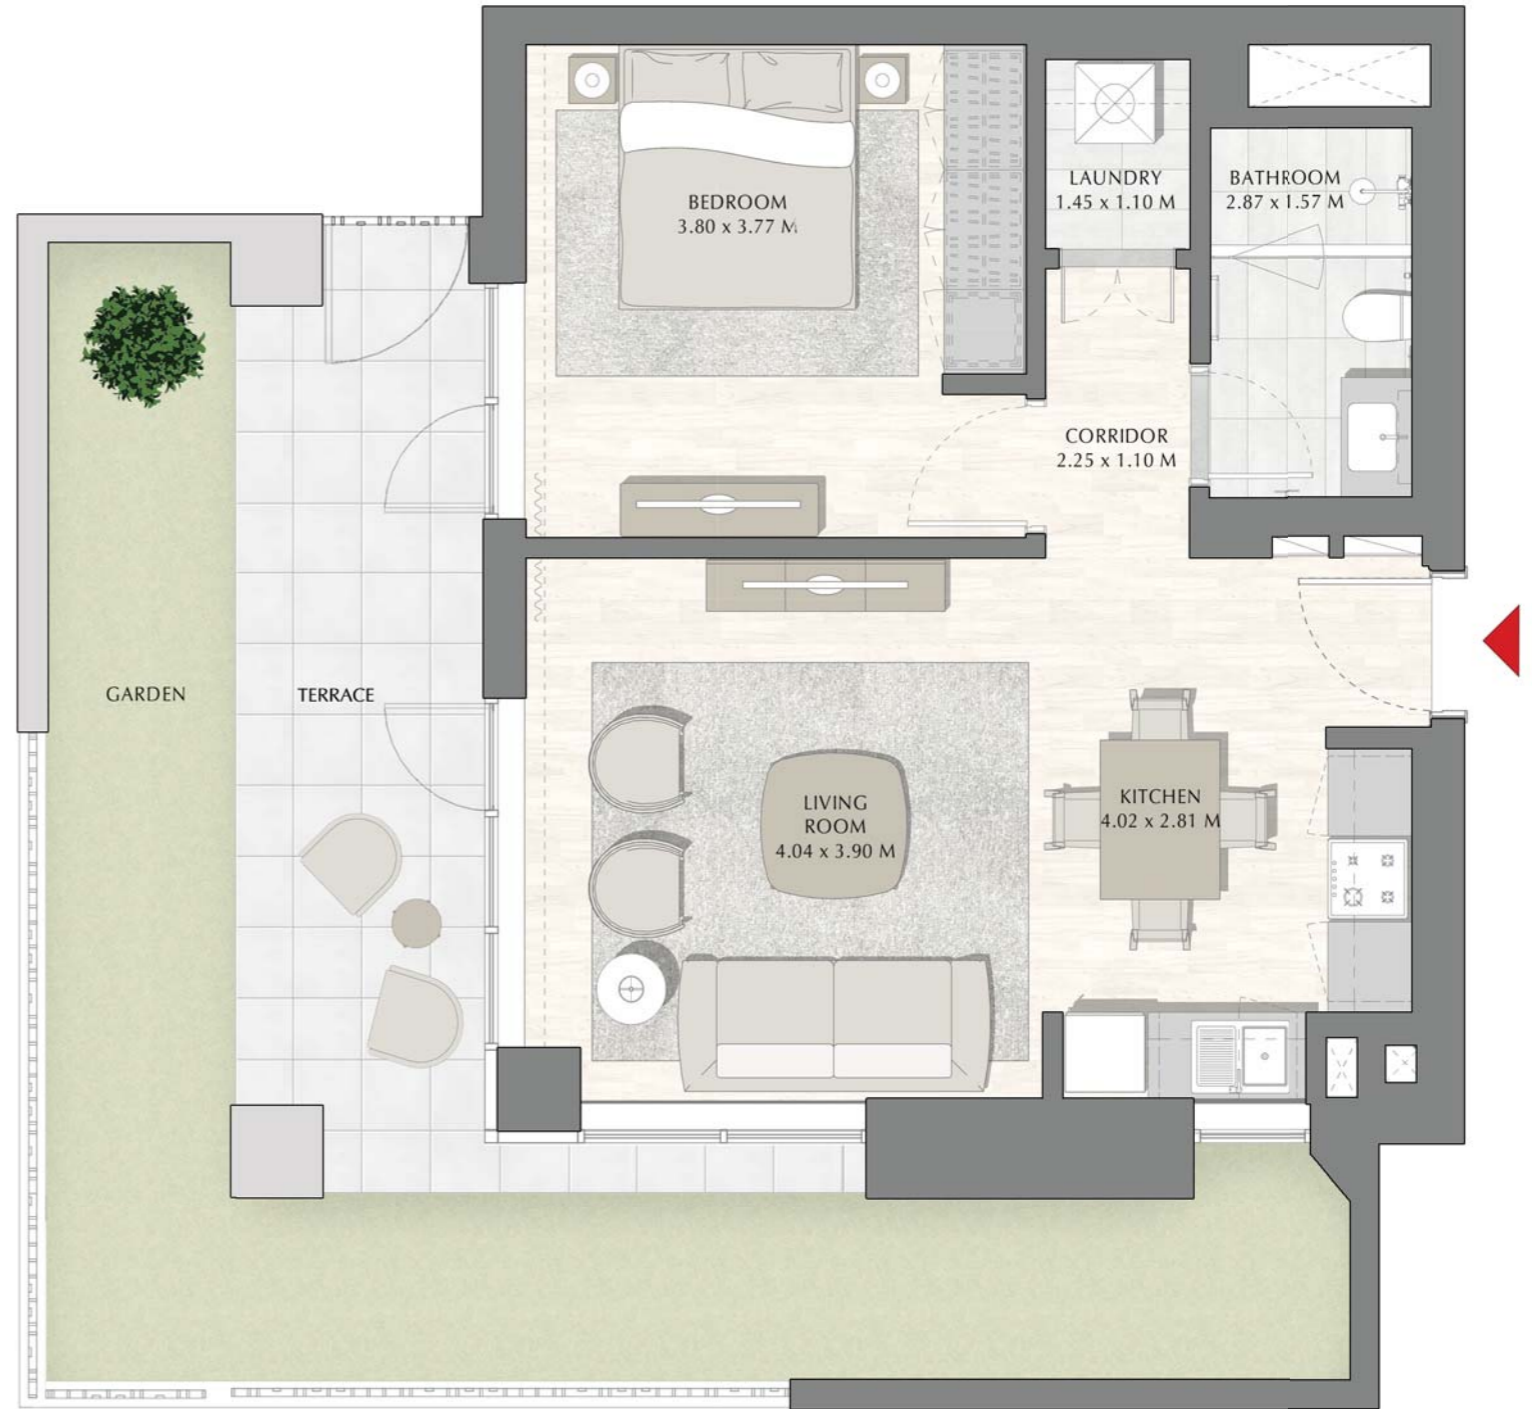 BEDROOM
3.80 x 3.77 M
LAUNDRY
1.45 x 1.10 M
BATHROOM
2.87 x 1.57 M
CORRIDOR
2.25 x 1.10 M
GARDEN
TERRACE
LIVING
ROOM
4.04 x 3.90 M
KITCHEN
4.02 x 2.81 M